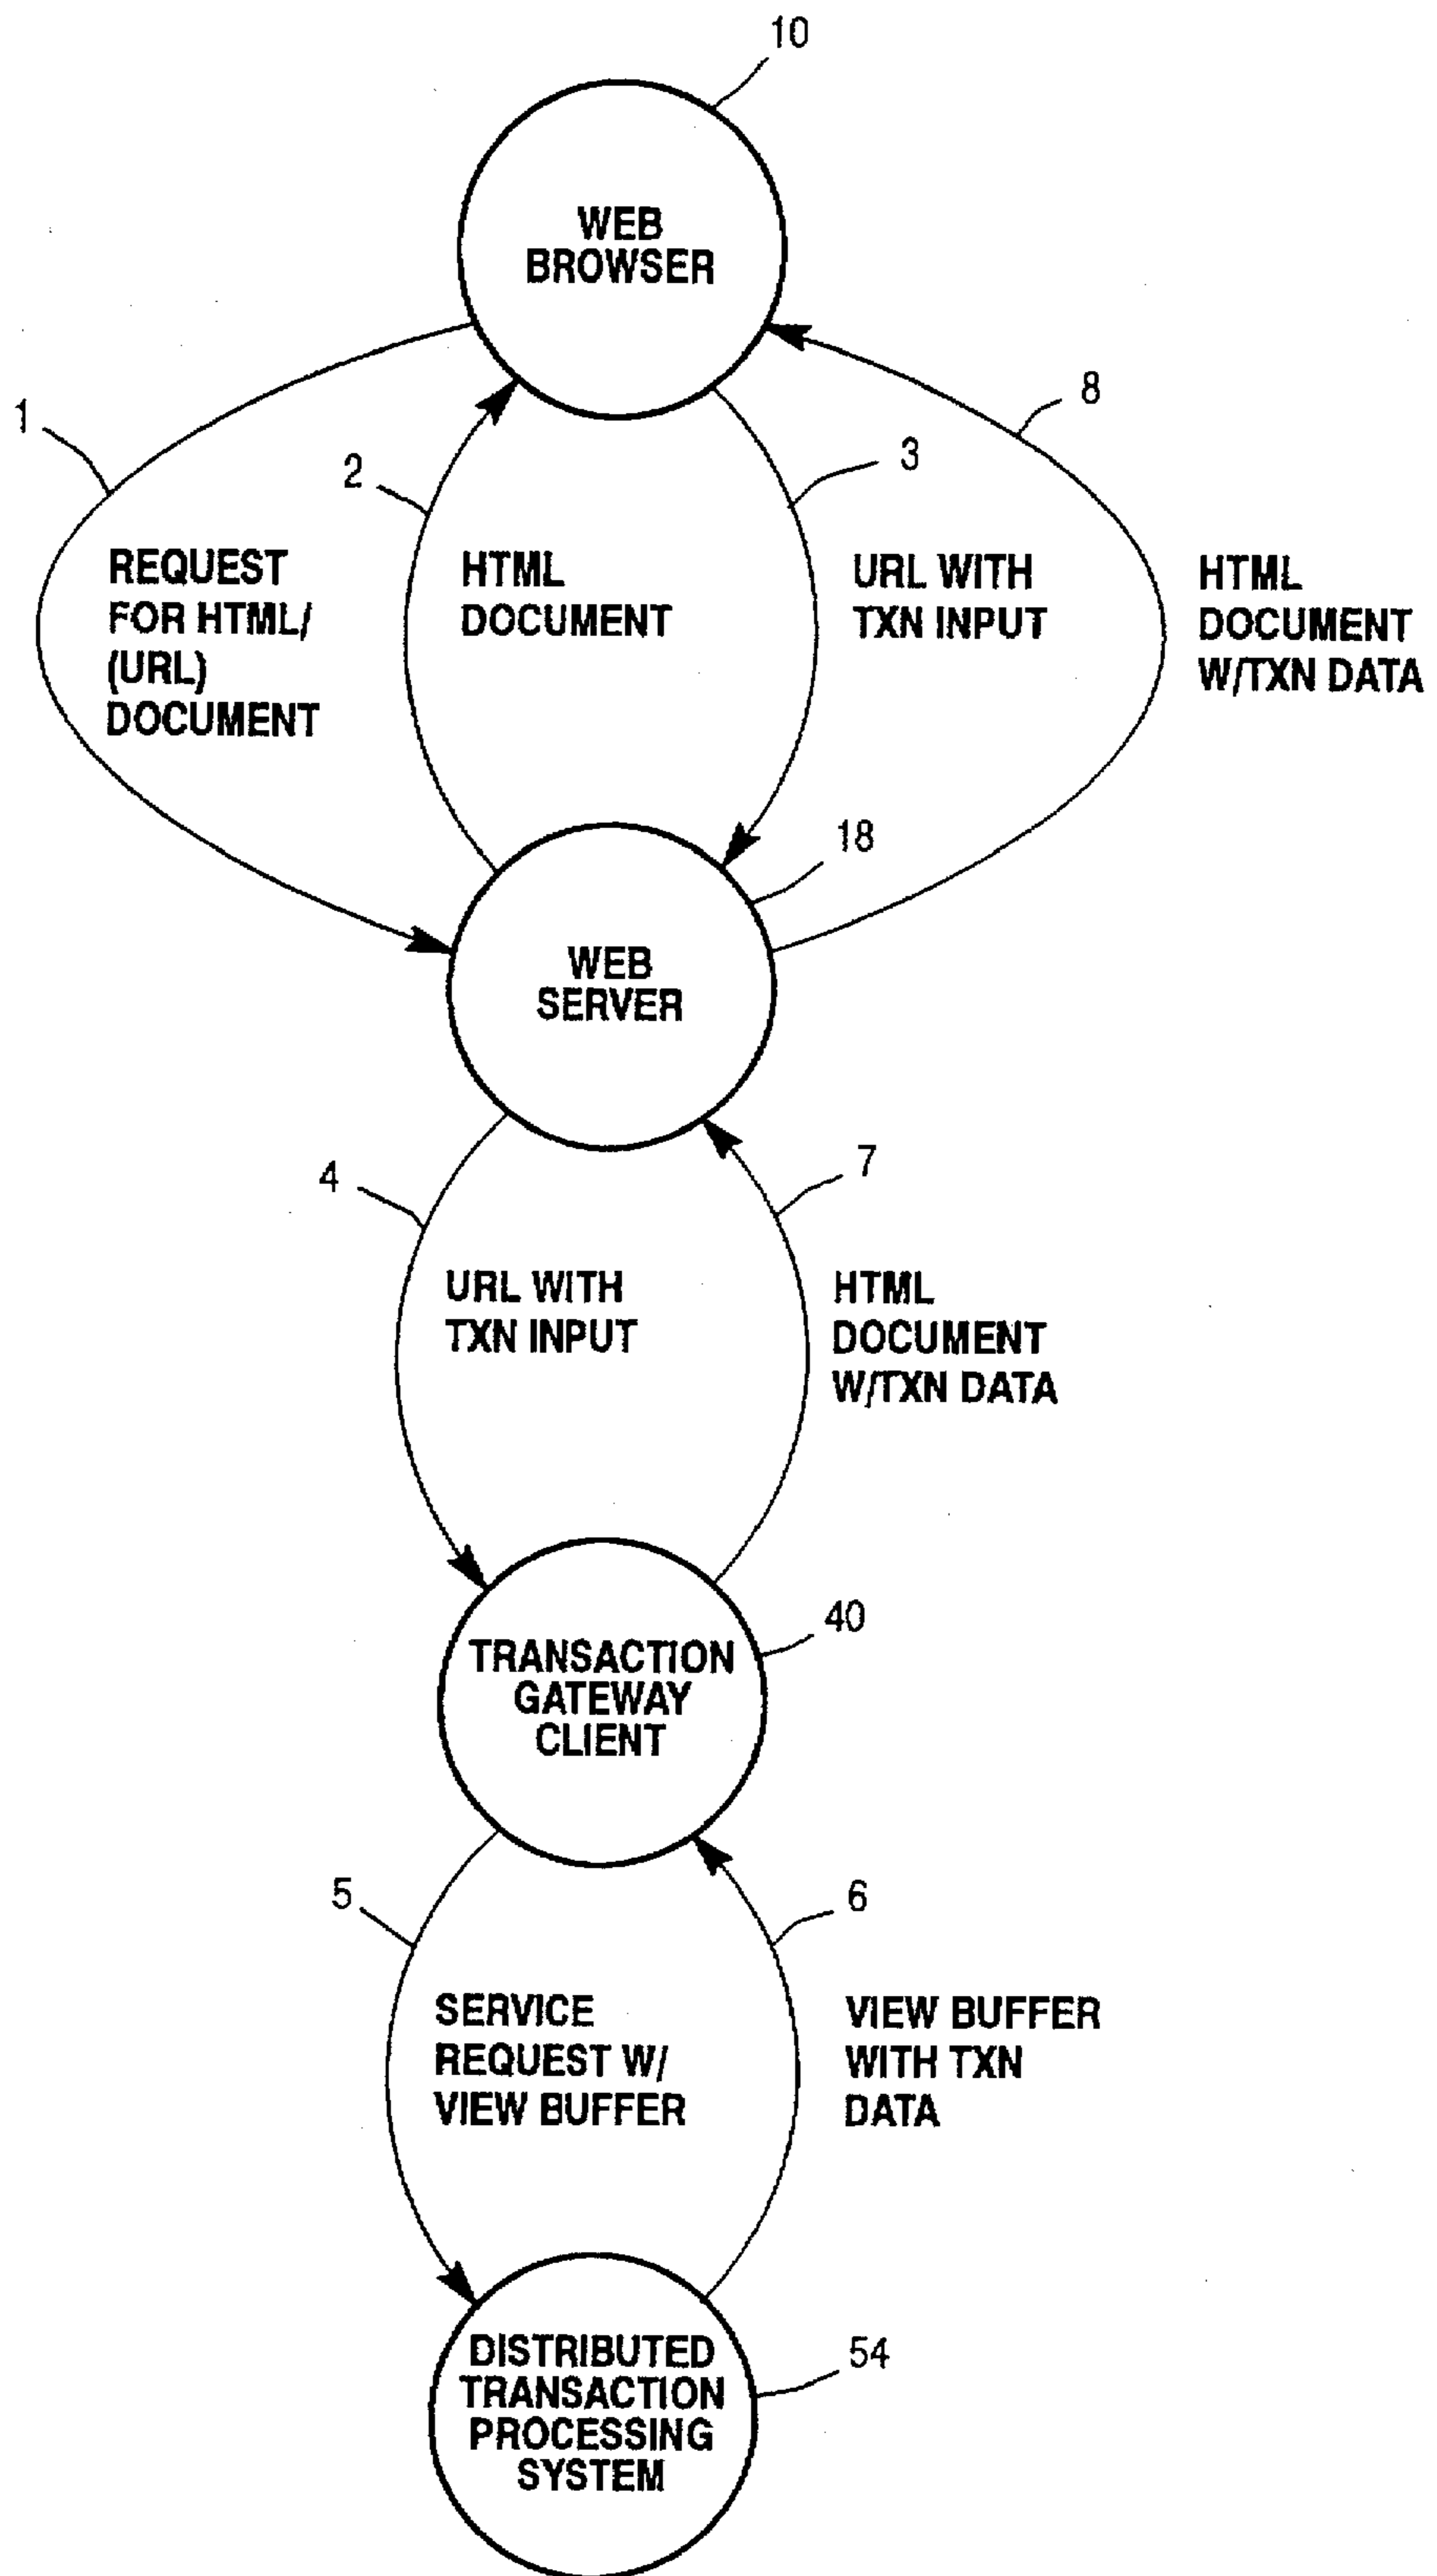 10
WEB
BROWSER
1
2
3
8
REQUEST
FOR HTML/
(URL)
DOCUMENT
HTML
DOCUMENT
URL WITH
TXN INPUT
HTML
DOCUMENT
W/TXN DATA
18
WEB
SERVER
4
7
URL WITH
TXN INPUT
HTML
DOCUMENT
W/TXN DATA
40
TRANSACTION
GATEWAY
CLIENT
5
6
SERVICE
REQUEST W/
VIEW BUFFER
VIEW BUFFER
WITH TXN
DATA
54
DISTRIBUTED
TRANSACTION
PROCESSING
SYSTEM